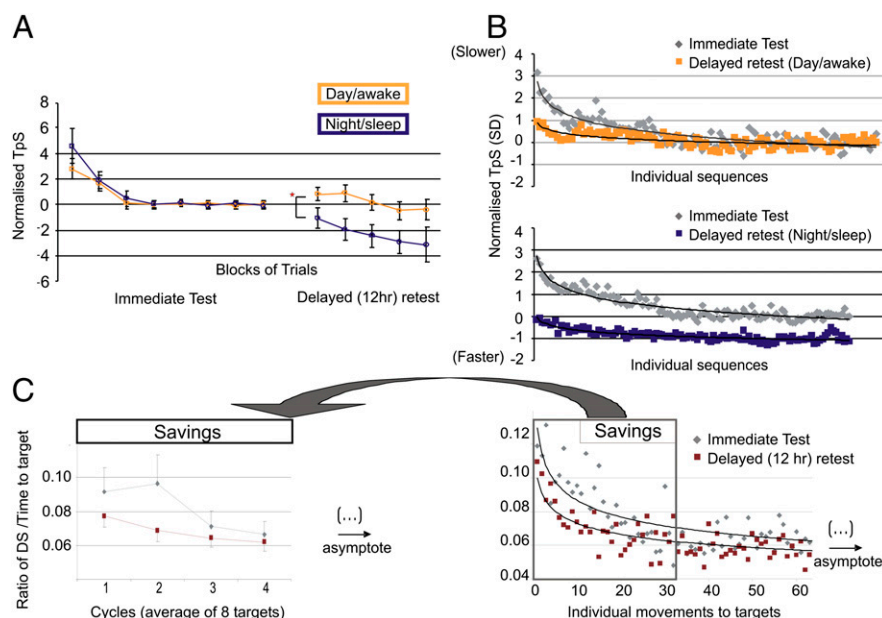 A
Day/awake
Night/sleep
Normalised TpS
6
4
2
0
-2
-4
-6
*
Blocks of Trials
Immediate Test
Delayed (12hr) retest
B
(Slower)
Immediate Test
Delayed retest (Day/awake)
4
3
2
1
0
-1
-2
Individual sequences
Normalised TpS (SD)
Immediate Test
Delayed retest (Night/sleep)
4
3
2
1
0
-1
-2
(Faster)
Individual sequences
C
Savings
Ratio of DS /Time to target
0.10
0.08
0.06
1 2 3 4
Cycles (average of 8 targets)
(...)
asymptote
Savings
Immediate Test
Delayed (12 hr) retest
0.12
0.10
0.08
0.06
0.04
0 10 20 30 40 50 60
Individual movements to targets
(...)
asymptote